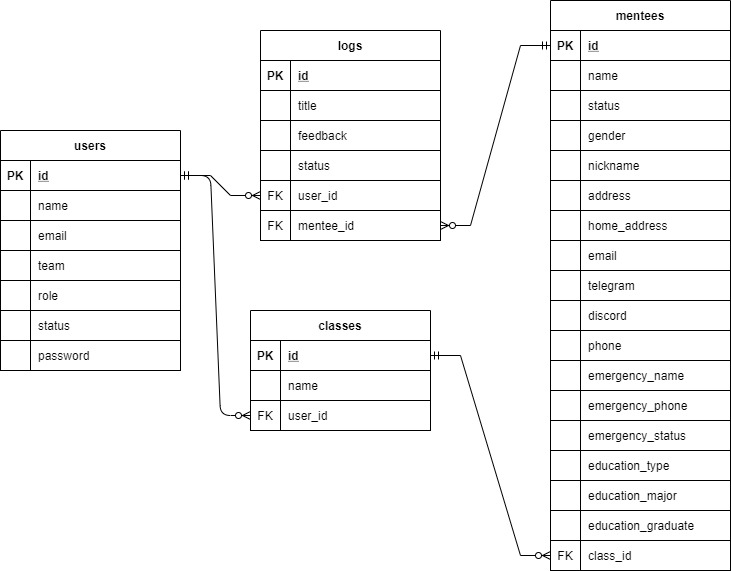 users
PK id
name
email
team
role
status
password
logs
PK id
title
feedback
status
FK user_id
FK mentee_id
classes
PK id
name
FK user_id
mentees
PK id
name
status
gender
nickname
address
home_address
email
telegram
discord
phone
emergency_name
emergency_phone
emergency_status
education_type
education_major
education_graduate
FK class_id